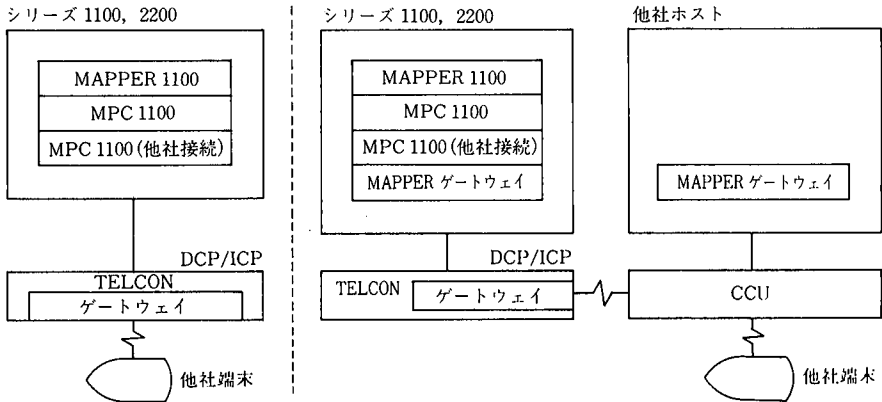 シリーズ 1100, 2200
MAPPER 1100
MPC 1100
MPC 1100 (他社接続)
DCP/ICP
TELCON
ゲートウェイ
他社端末
シリーズ 1100, 2200
MAPPER 1100
MPC 1100
MPC 1100 (他社接続)
MAPPER ゲートウェイ
DCP/ICP
TELCON
ゲートウェイ
他社ホスト
MAPPER ゲートウェイ
CCU
他社端末